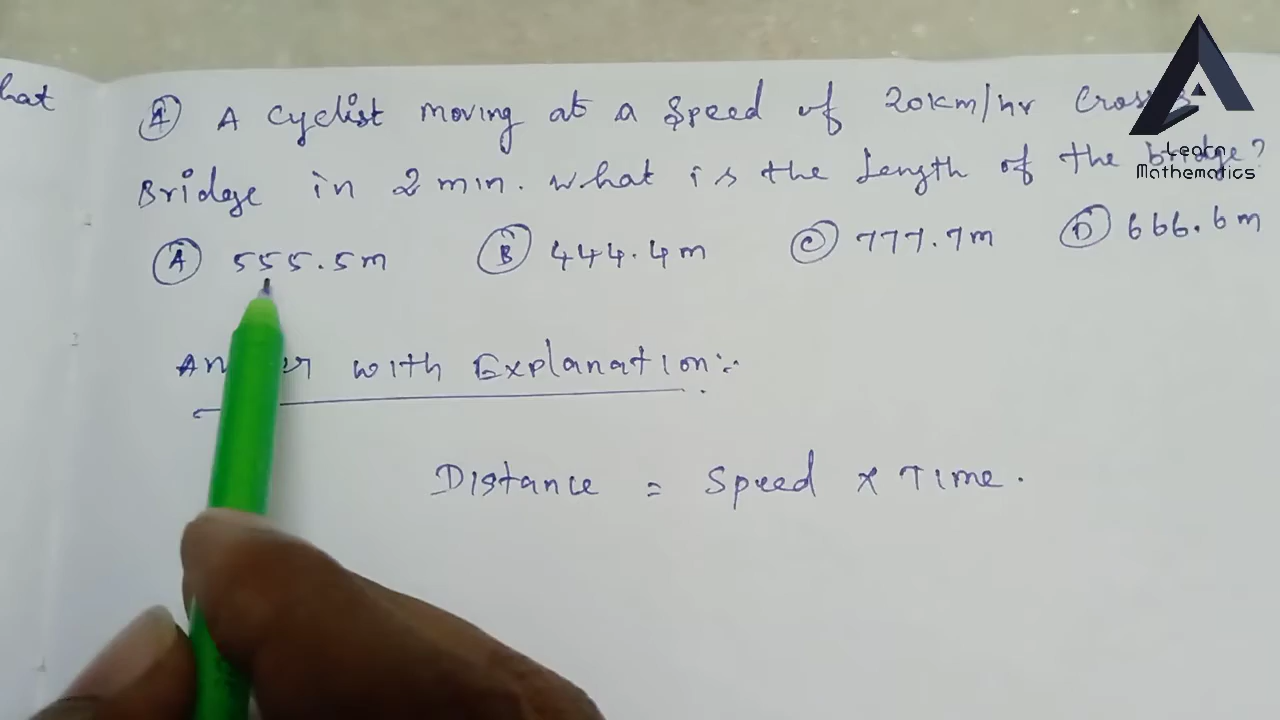 hat
A cyclist moving at a speed of 20km/hr
Bridge in 2 min. what is the length of the bridge?
(A) 555.5m (B) 444.4m (C) 777.7m (D) 666.6m
with Explanation:-
Distance = Speed x Time.
Learn
Mathematics